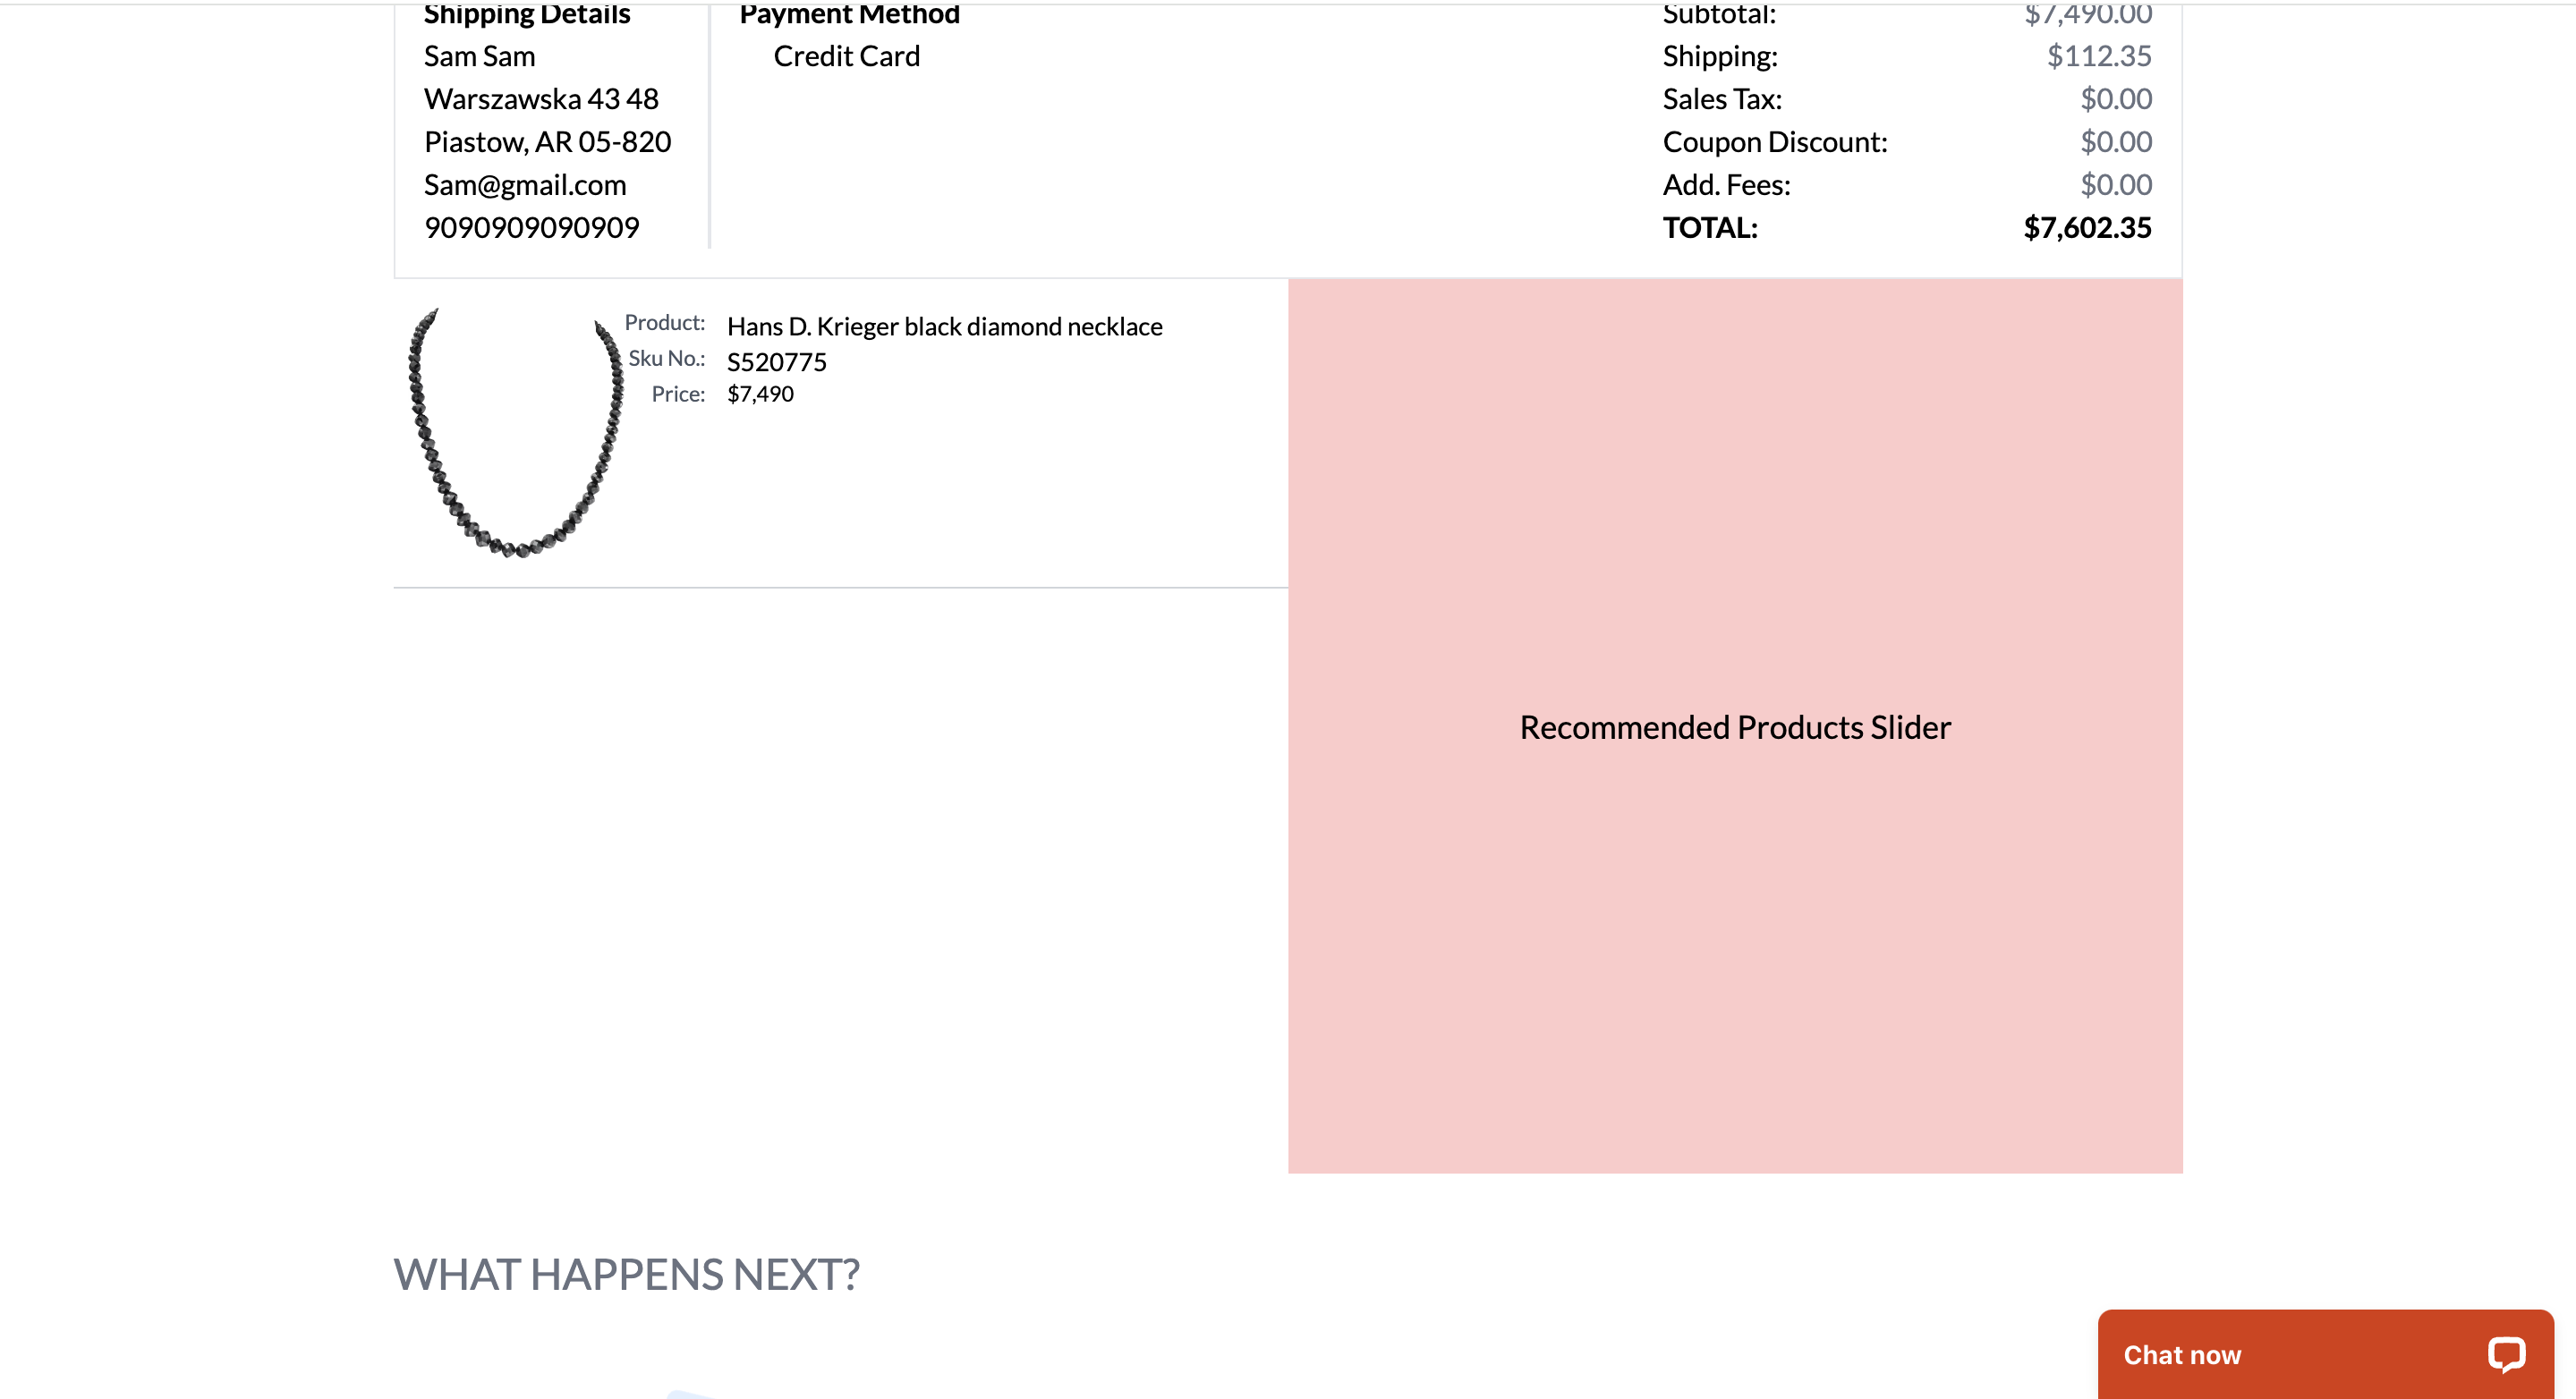 Shipping Details
Sam Sam
Warszawska 43 48
Piastow, AR 05-820
Sam@gmail.com
9090909090909
Payment Method
Credit Card
Subtotal: $7,490.00
Shipping: $112.35
Sales Tax: $0.00
Coupon Discount: $0.00
Add. Fees: $0.00
TOTAL: $7,602.35
Product: Hans D. Krieger black diamond necklace
Sku No.: S520775
Price: $7,490
Recommended Products Slider
WHAT HAPPENS NEXT?
Chat now